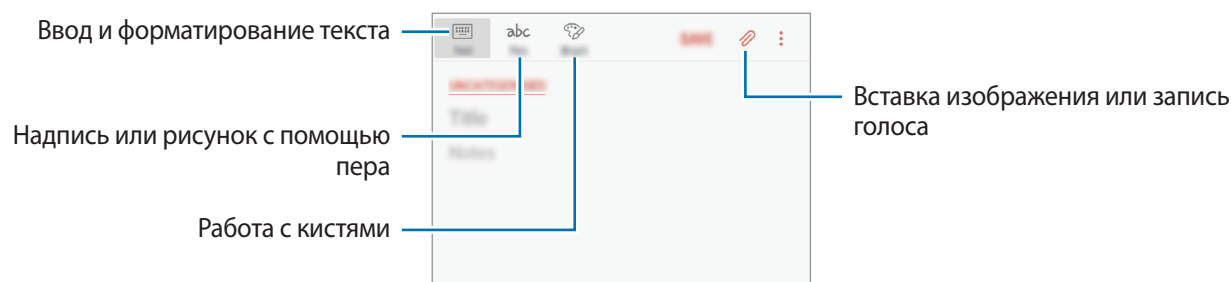 Ввод и форматирование текста
abc
SAVE
UNCATEGORISED
Title
Notes
Вставка изображения или запись
голоса
Надпись или рисунок с помощью
пера
Работа с кистями